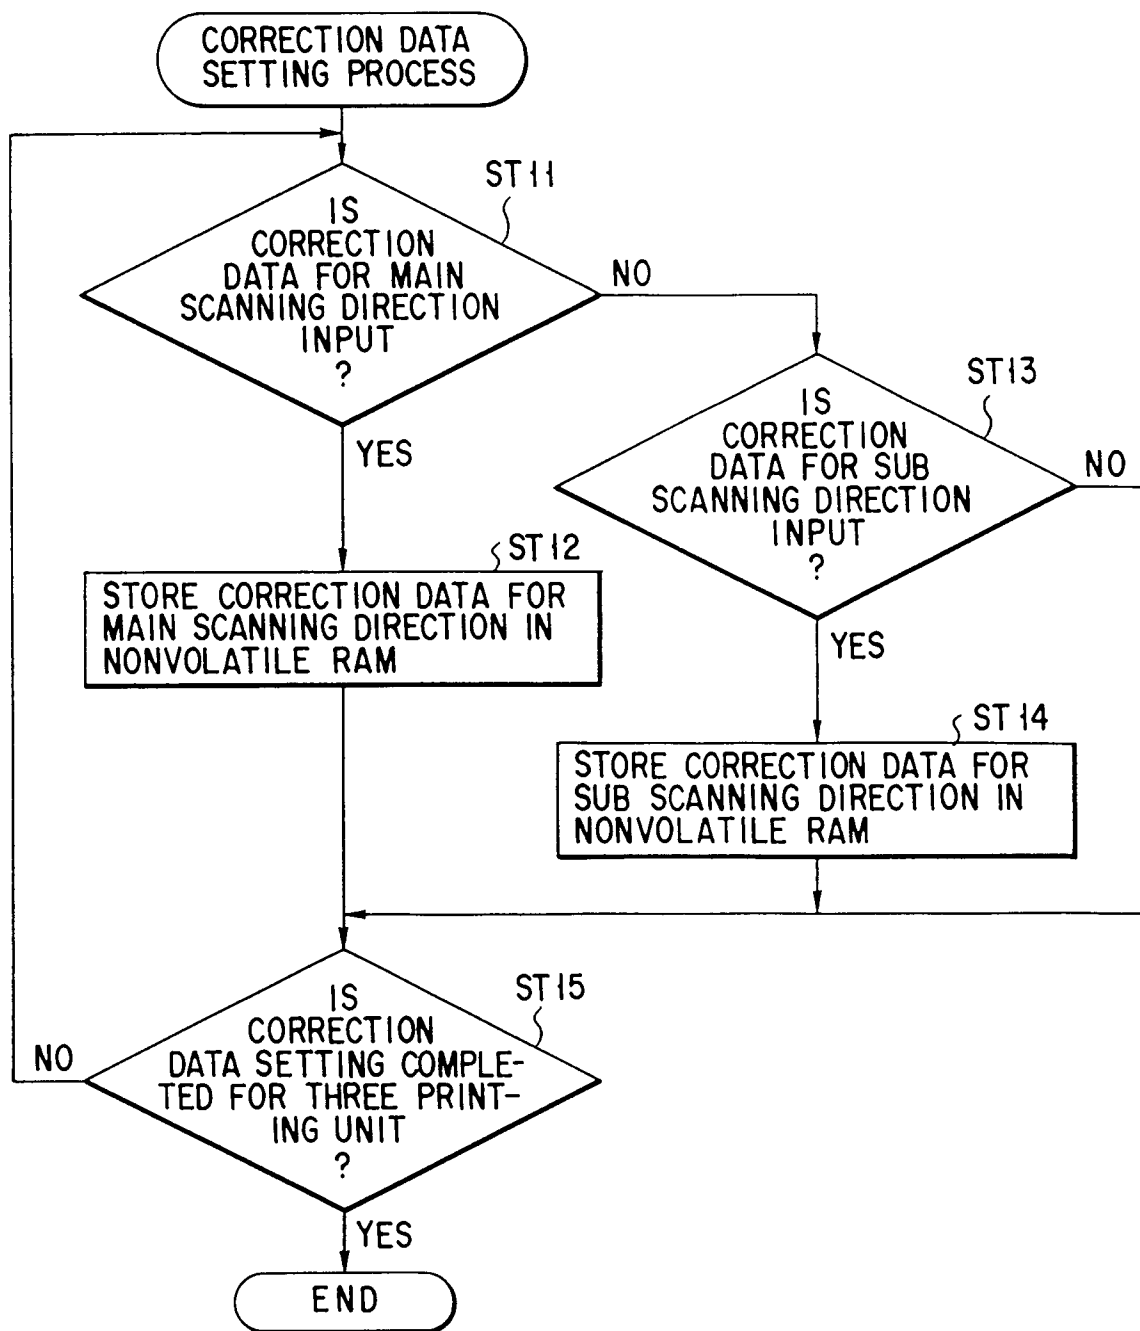 CORRECTION DATA
SETTING PROCESS
ST11
IS
CORRECTION
DATA FOR MAIN
SCANNING DIRECTION
INPUT
?
NO
YES
ST13
IS
CORRECTION
DATA FOR SUB
SCANNING DIRECTION
INPUT
?
NO
YES
ST12
STORE CORRECTION DATA FOR
MAIN SCANNING DIRECTION IN
NONVOLATILE RAM
ST14
STORE CORRECTION DATA FOR
SUB SCANNING DIRECTION IN
NONVOLATILE RAM
ST15
IS
CORRECTION
DATA SETTING COMPLE-
TED FOR THREE PRINT-
ING UNIT
?
NO
YES
END